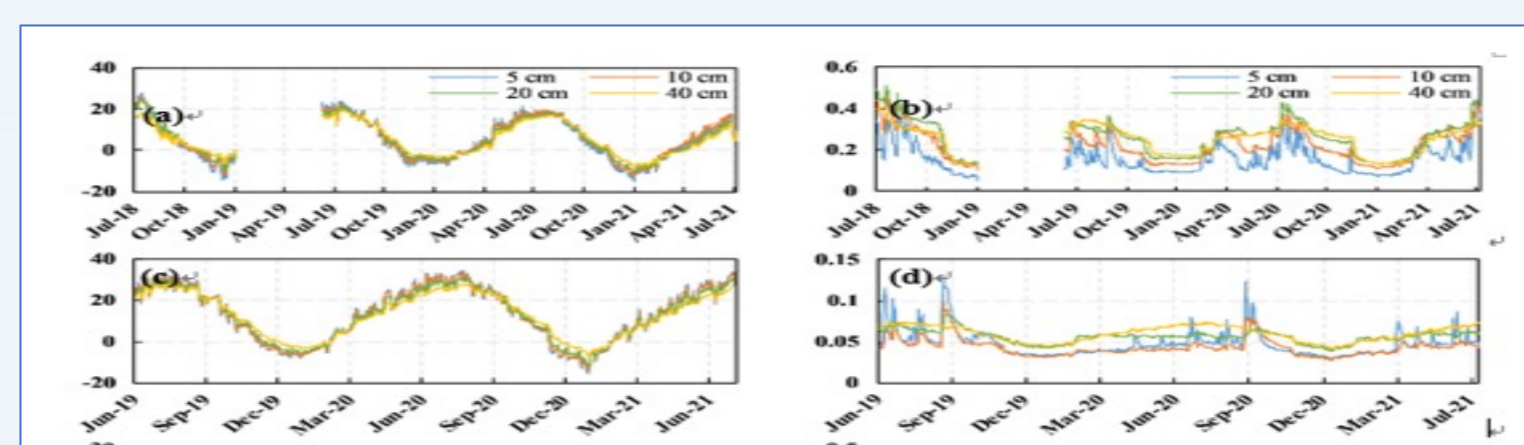 40
20
0
-20
5 cm 10 cm
20 cm 40 cm
(a)
Jul-18 Oct-18 Jan-19 Apr-19 Jul-19 Oct-19 Jan-20 Apr-20 Jul-20 Oct-20 Jan-21 Apr-21 Jul-21
0.6
0.4
0.2
0
5 cm 10 cm
20 cm 40 cm
(b)
Jul-18 Oct-18 Jan-19 Apr-19 Jul-19 Oct-19 Jan-20 Apr-20 Jul-20 Oct-20 Jan-21 Apr-21 Jul-21
40
20
0
-20
(c)
Jun-19 Sep-19 Dec-19 Mar-20 Jun-20 Sep-20 Dec-20 Mar-21 Jun-21
0.15
0.1
0.05
0
(d)
Jun-19 Sep-19 Dec-19 Mar-20 Jun-20 Sep-20 Dec-20 Mar-21 Jul-21